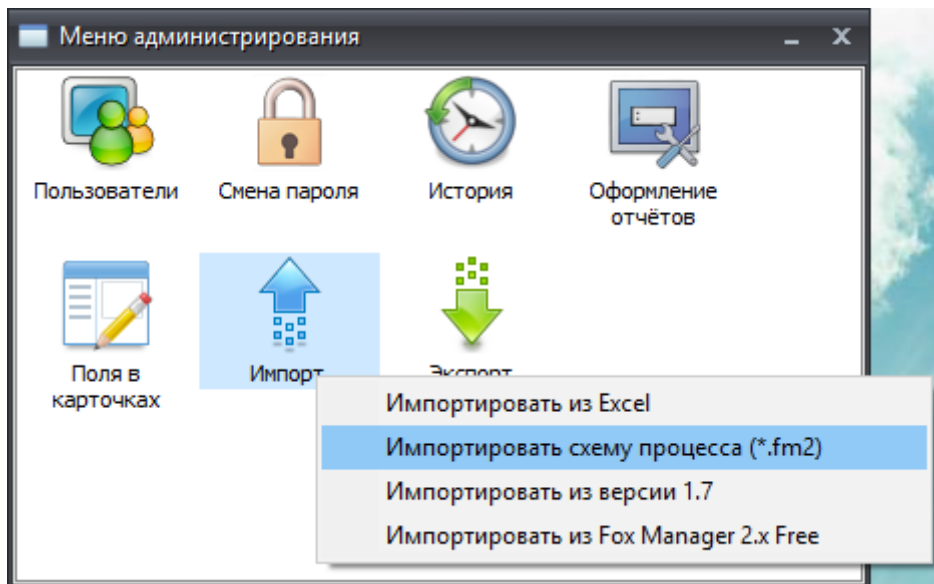 Меню администрирования
Пользователи
Смена пароля
История
Оформление
отчётов
Поля в
карточках
Импорт
Экспорт
Импортировать из Excel
Импортировать схему процесса (*.fm2)
Импортировать из версии 1.7
Импортировать из Fox Manager 2.x Free